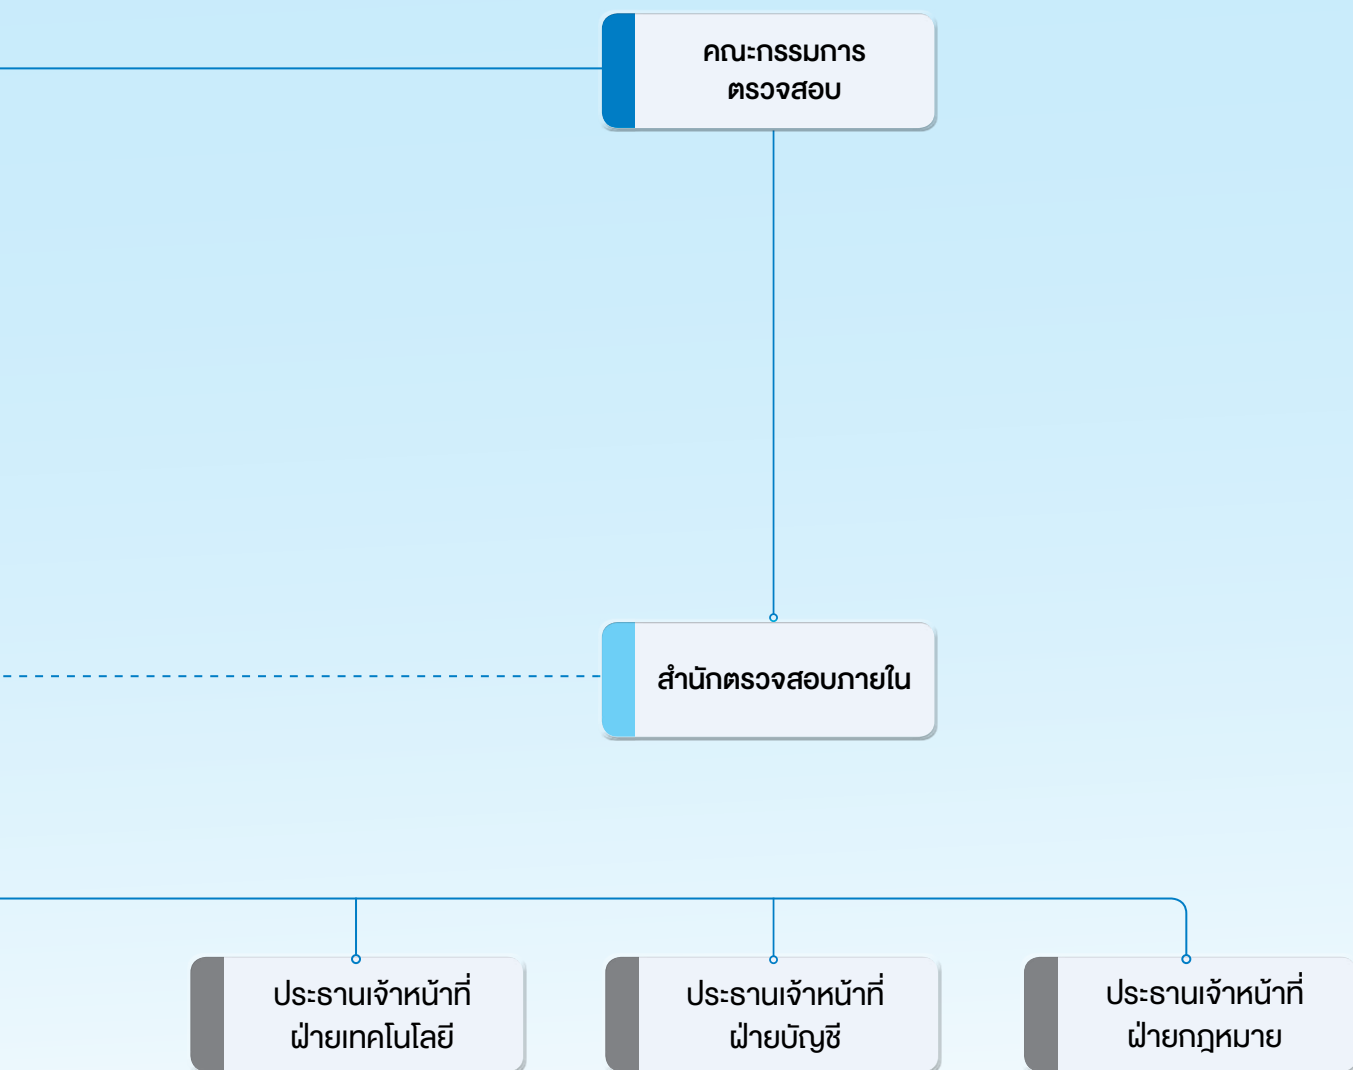 คณะกรรมการ
ตรวจสอบ
สำนักตรวจสอบภายใน
ประธานเจ้าหน้าที่
ฝ่ายเทคโนโลยี
ประธานเจ้าหน้าที่
ฝ่ายบัญชี
ประธานเจ้าหน้าที่
ฝ่ายกฎหมาย